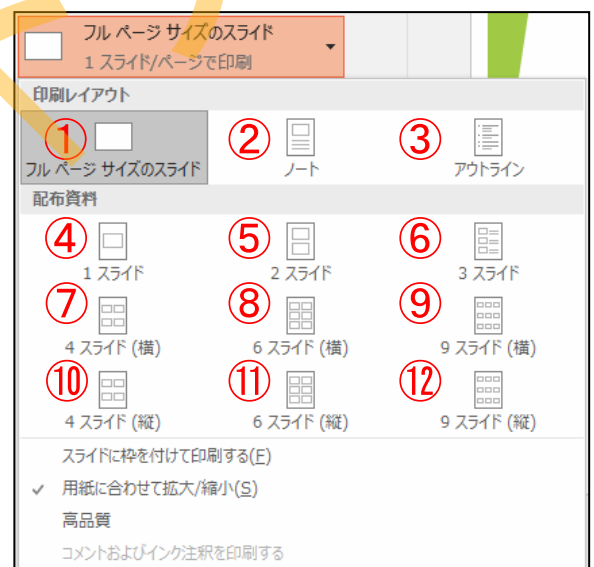 フル ページ サイズのスライド
1 スライド/ページで印刷
印刷レイアウト
① ② ③
フル ページ サイズのスライド ノート アウトライン
配布資料
④ ⑤ ⑥
1 スライド 2 スライド 3 スライド
⑦ ⑧ ⑨
4 スライド (横) 6 スライド (横) 9 スライド (横)
⑩ ⑪ ⑫
4 スライド (縦) 6 スライド (縦) 9 スライド (縦)
スライドに枠を付けて印刷する(F)
✓ 用紙に合わせて拡大/縮小(S)
高品質
コメントおよびインク注釈を印刷する